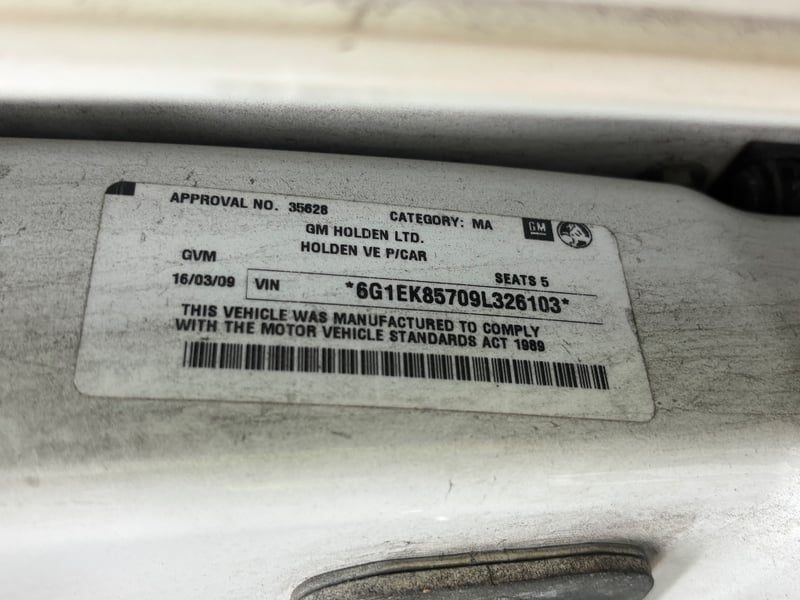 APPROVAL NO. 35628 CATEGORY: MA GM
GM HOLDEN LTD.
HOLDEN VE P/CAR
GVM SEATS 5
16/03/09 VIN *6G1EK85709L326103*
THIS VEHICLE WAS MANUFACTURED TO COMPLY
WITH THE MOTOR VEHICLE STANDARDS ACT 1989